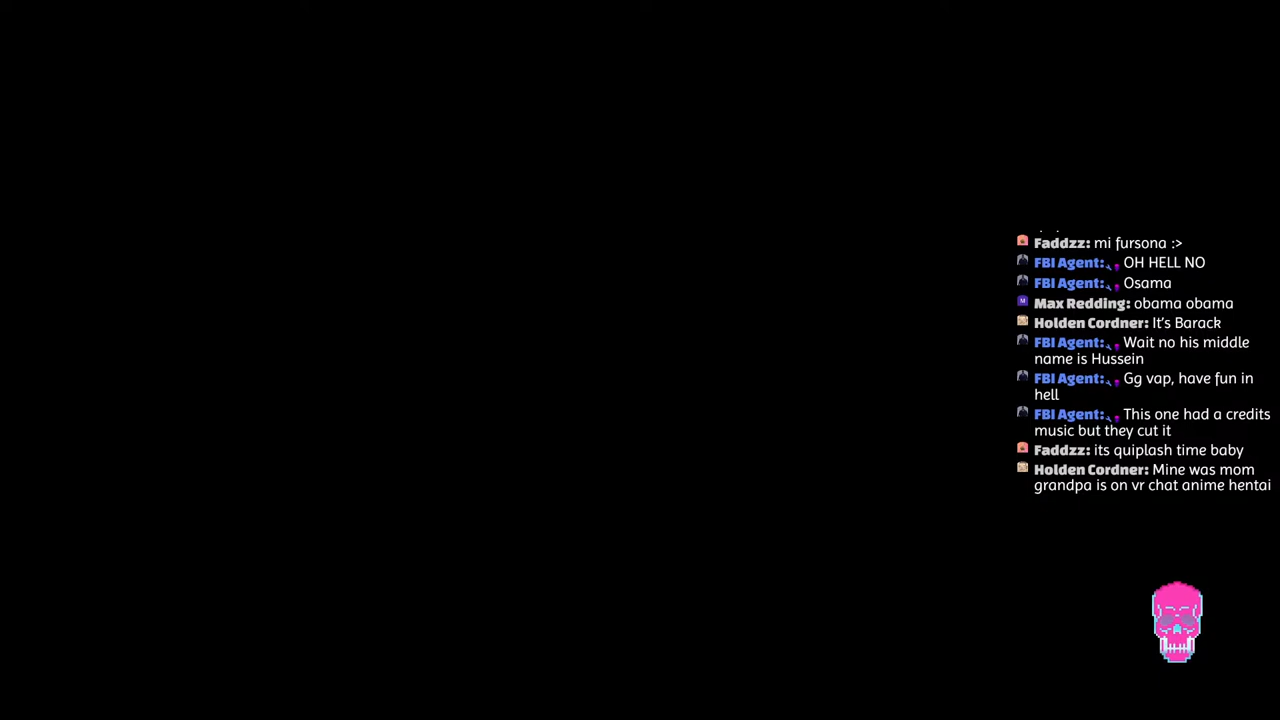 Faddzz: mi fursona :>
FBI Agent: OH HELL NO
FBI Agent: Osama
Max Redding: obama obama
Holden Cordner: It's Barack
FBI Agent: Wait no his middle
name is Hussein
FBI Agent: Gg vap, have fun in
hell
FBI Agent: This one had a credits
music but they cut it
Faddzz: its quiplash time baby
Holden Cordner: Mine was mom
grandpa is on vr chat anime hentai